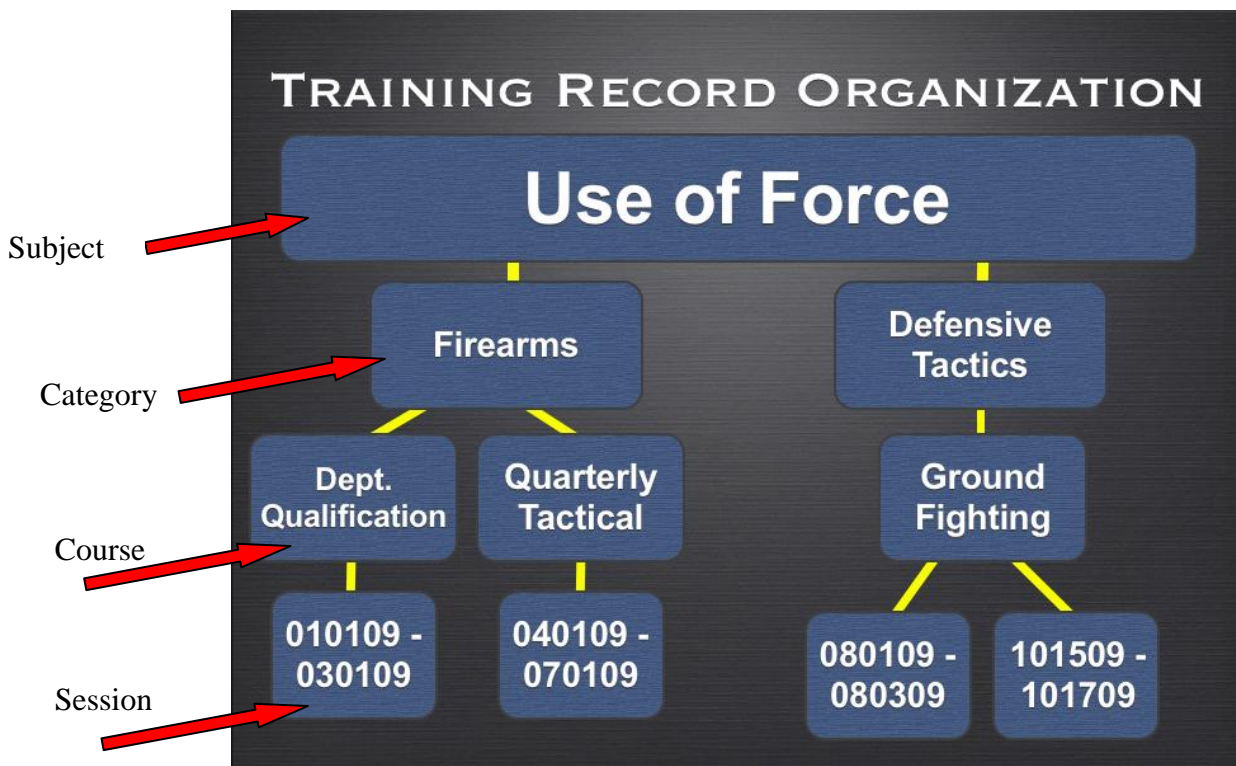 TRAINING RECORD ORGANIZATION
Use of Force
Subject
Firearms
Defensive
Tactics
Category
Dept.
Qualification
Quarterly
Tactical
Ground
Fighting
Course
010109 -
030109
040109 -
070109
080109 -
080309
101509 -
101709
Session